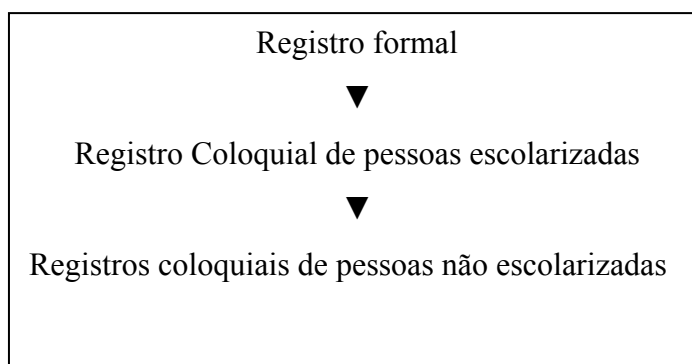 Registro formal
▼
Registro Coloquial de pessoas escolarizadas
▼
Registros coloquiais de pessoas não escolarizadas